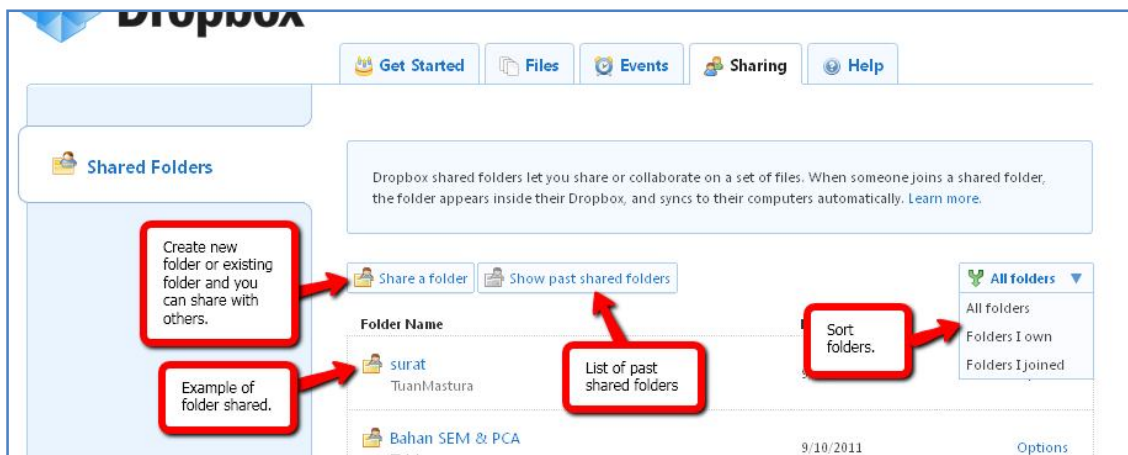 Dropbox
Get Started Files Events Sharing Help
Shared Folders
Dropbox shared folders let you share or collaborate on a set of files. When someone joins a shared folder,
the folder appears inside their Dropbox, and syncs to their computers automatically. Learn more.
Create new
folder or existing
folder and you
can share with
others.
Share a folder Show past shared folders
All folders
All folders
Folders I own
Folders I joined
Sort
folders.
Folder Name
List of past
shared folders
Example of
folder shared.
surat
TuanMastura
Bahan SEM & PCA
9/10/2011 Options